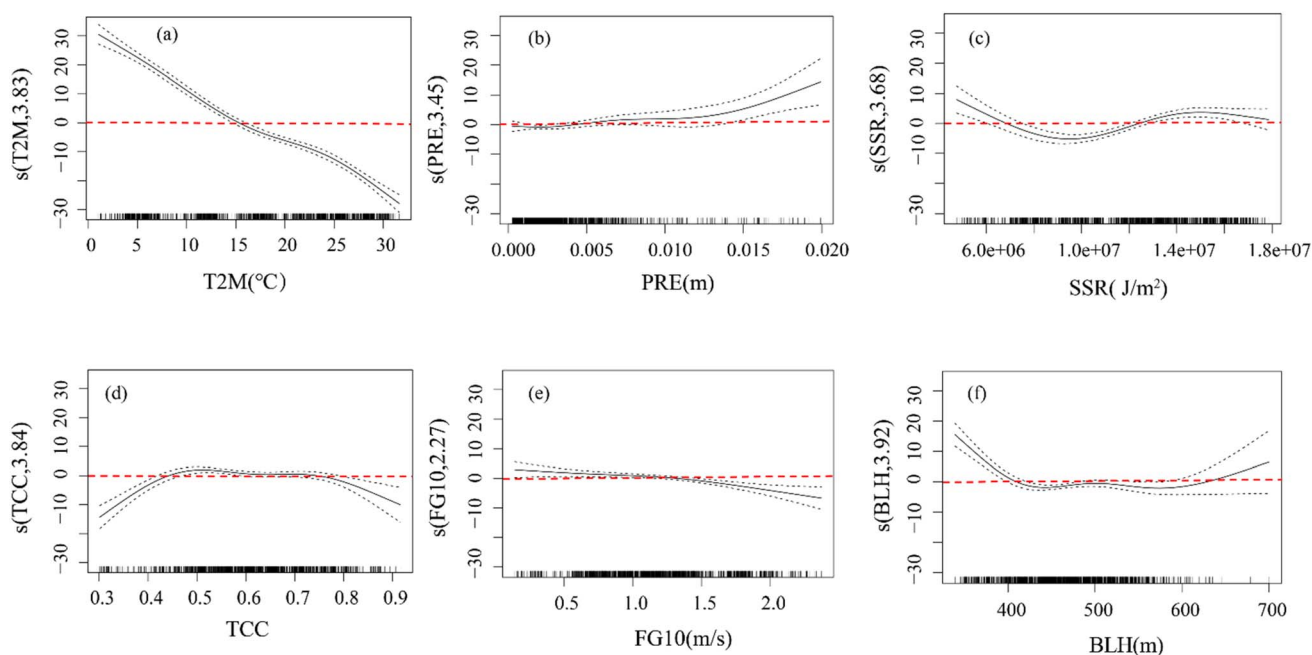 (a)
s(T2M,3.83)
30
20
10
0
−10
−30
0 5 10 15 20 25 30
T2M(°C)
(b)
s(PRE,3.45)
30
20
10
0
−10
−30
0.000 0.005 0.010 0.015 0.020
PRE(m)
(c)
s(SSR,3.68)
30
20
10
0
−10
−30
6.0e+06 1.0e+07 1.4e+07 1.8e+07
SSR( J/m²)
(d)
s(TCC,3.84)
30
20
10
0
−10
−30
0.3 0.4 0.5 0.6 0.7 0.8 0.9
TCC
(e)
s(FG10,2.27)
30
20
10
0
−10
−30
0.5 1.0 1.5 2.0
FG10(m/s)
(f)
s(BLH,3.92)
30
20
10
0
−10
−30
400 500 600 700
BLH(m)